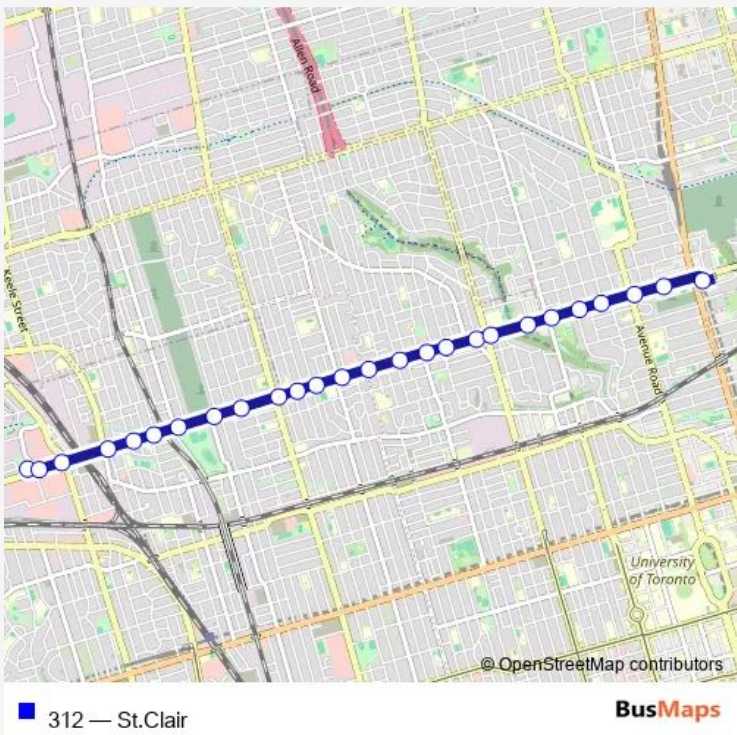 Allen Road
Keele Street
Avenue Road
University
of Toronto
© OpenStreetMap contributors
312 — St.Clair
BusMaps